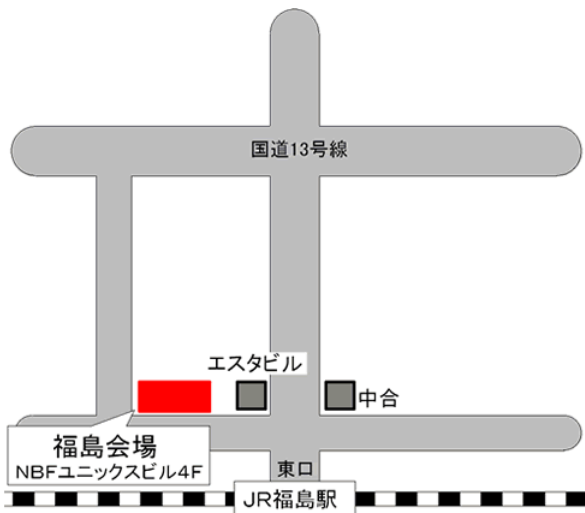 国道13号線
エスタビル
中合
福島会場
NBFユニックスビル4F
東口
JR福島駅